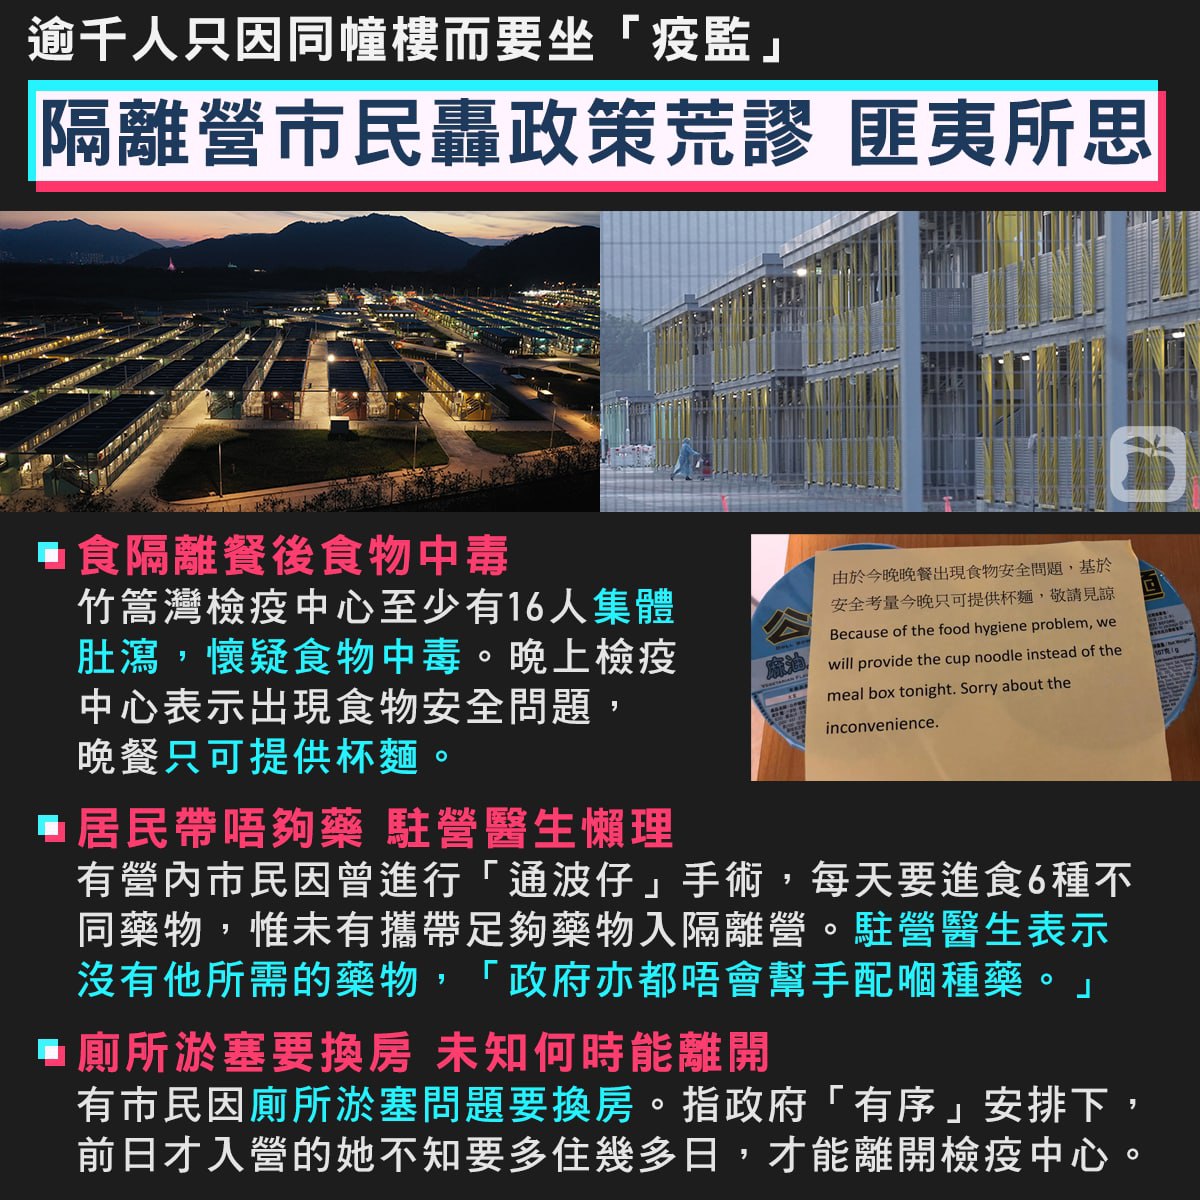 逾千人只因同幢樓而要坐「疫監」
隔離營市民轟政策荒謬 匪夷所思
食隔離餐後食物中毒
竹篙灣檢疫中心至少有16人集體
肚瀉，懷疑食物中毒。晚上檢疫
中心表示出現食物安全問題，
晚餐只可提供杯麵。
由於今晚晚餐出現食物安全問題，基於
安全考量今晚只可提供杯麵，敬請見諒
Because of the food hygiene problem, we
will provide the cup noodle instead of the
meal box tonight. Sorry about the
inconvenience.
公
麻油
麵
居民帶唔夠藥 駐營醫生懶理
有營內市民因曾進行「通波仔」手術，每天要進食6種不
同藥物，惟未有攜帶足夠藥物入隔離營。駐營醫生表示
沒有他所需的藥物，「政府亦都唔會幫手配嗰種藥。」
廁所淤塞要換房 未知何時能離開
有市民因廁所淤塞問題要換房。指政府「有序」安排下，
前日才入營的她不知要多住幾多日，才能離開檢疫中心。